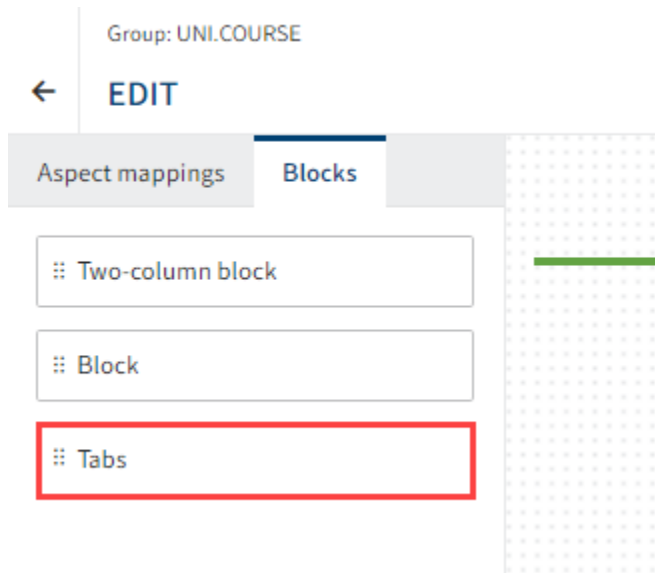 Group: UNI.COURSE
EDIT
Aspect mappings Blocks
Two-column block
Block
Tabs